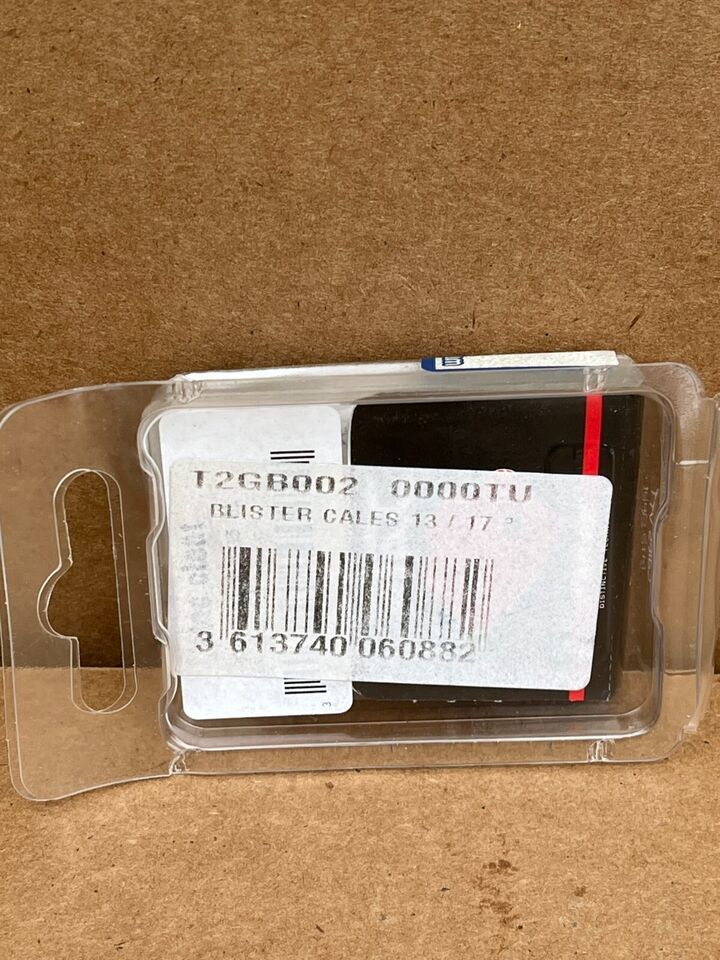 T2GB002 0000TU
BLISTER CALES 13 / 17 °
3 613740 060882